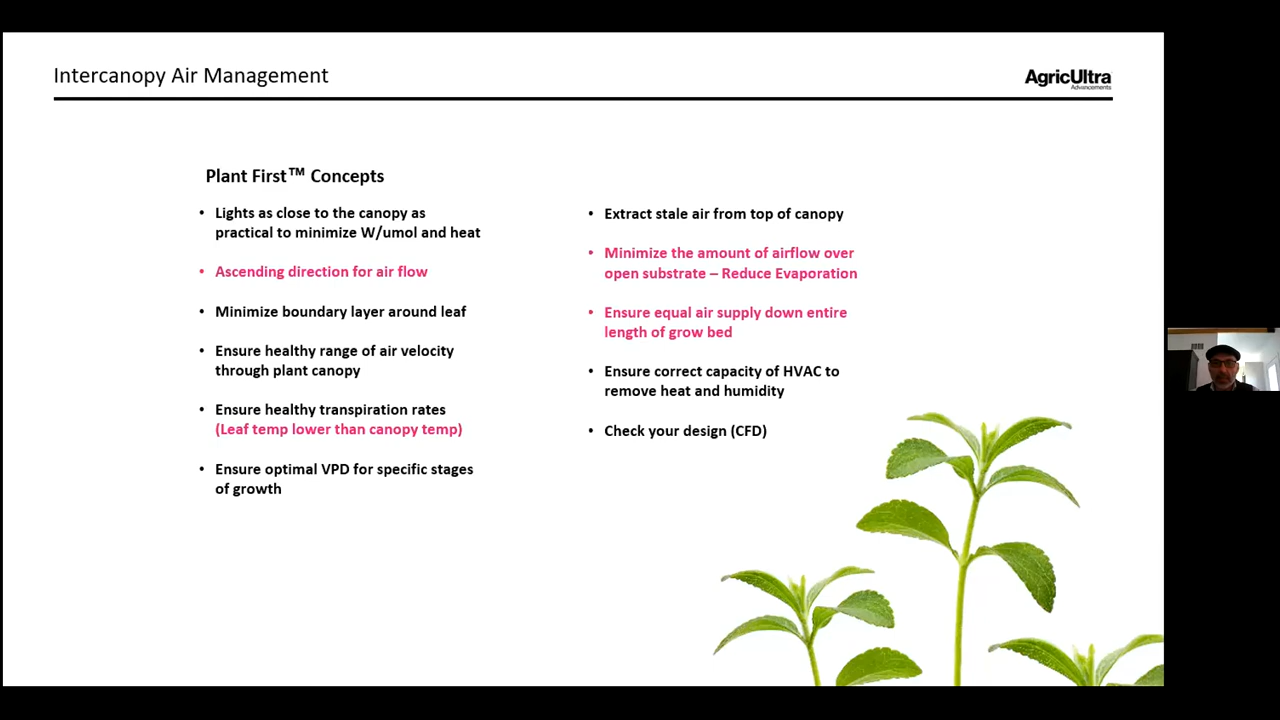 Intercanopy Air Management
AgricUltra
Advancements
Plant First™ Concepts
• Lights as close to the canopy as
practical to minimize W/umol and heat
• Ascending direction for air flow
• Minimize boundary layer around leaf
• Ensure healthy range of air velocity
through plant canopy
• Ensure healthy transpiration rates
(Leaf temp lower than canopy temp)
• Ensure optimal VPD for specific stages
of growth
• Extract stale air from top of canopy
• Minimize the amount of airflow over
open substrate – Reduce Evaporation
• Ensure equal air supply down entire
length of grow bed
• Ensure correct capacity of HVAC to
remove heat and humidity
• Check your design (CFD)